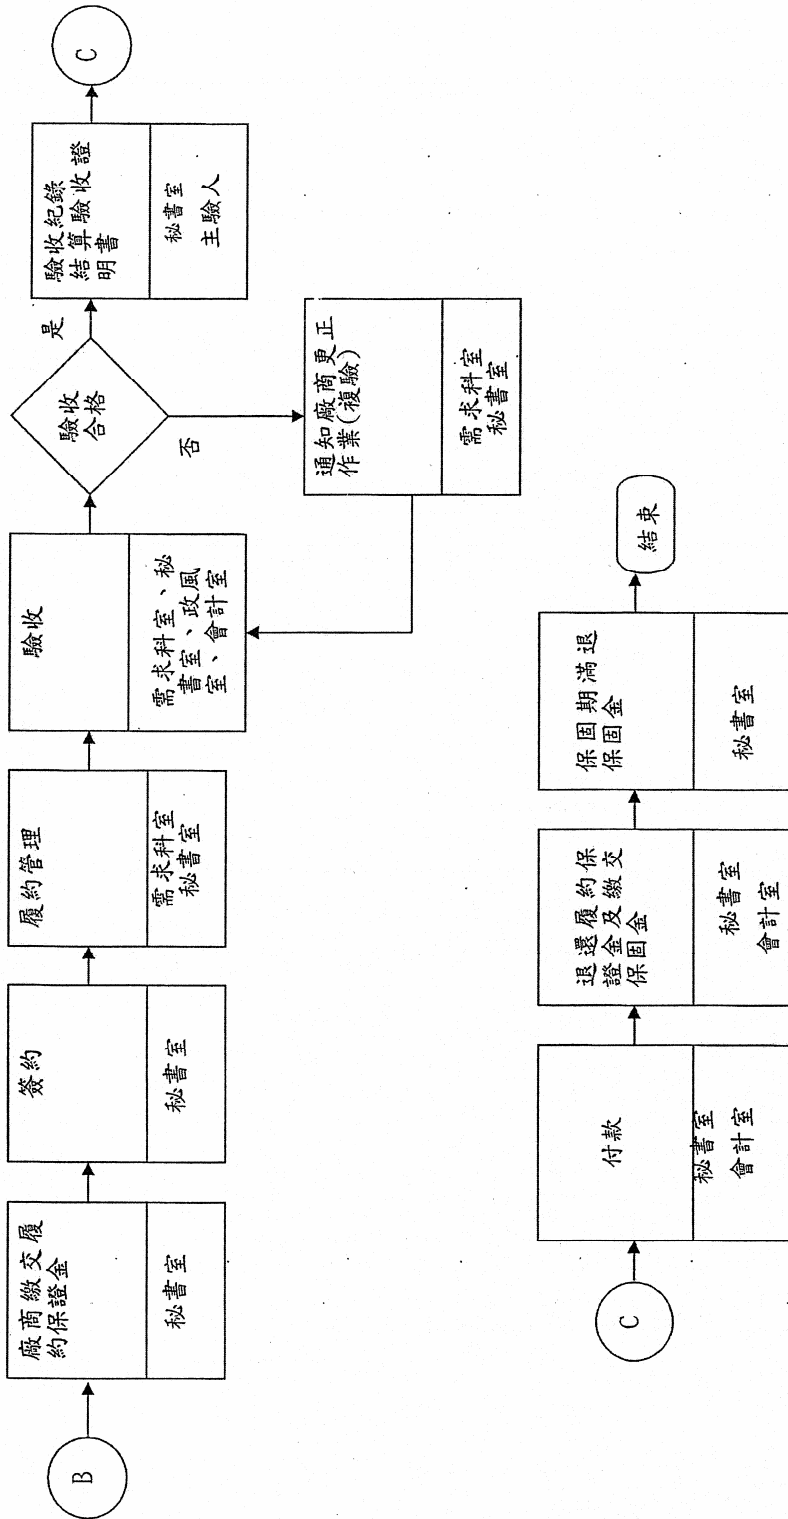 B
廠商繳交履
約保證金
秘書室
簽約
秘書室
履約管理
需求科室
秘書室
驗收
需求科室、秘
書室、政風
室、會計室
驗收
合格
是
否
驗收紀錄
結算驗收證
明書
秘書室
主驗人
C
通知廠商更正
作業(複驗)
需求科室
秘書室
C
付款
秘書室
會計室
退還履約保
證金及繳交
保固金
秘書室
會計室
保固期滿退
保固金
秘書室
結束